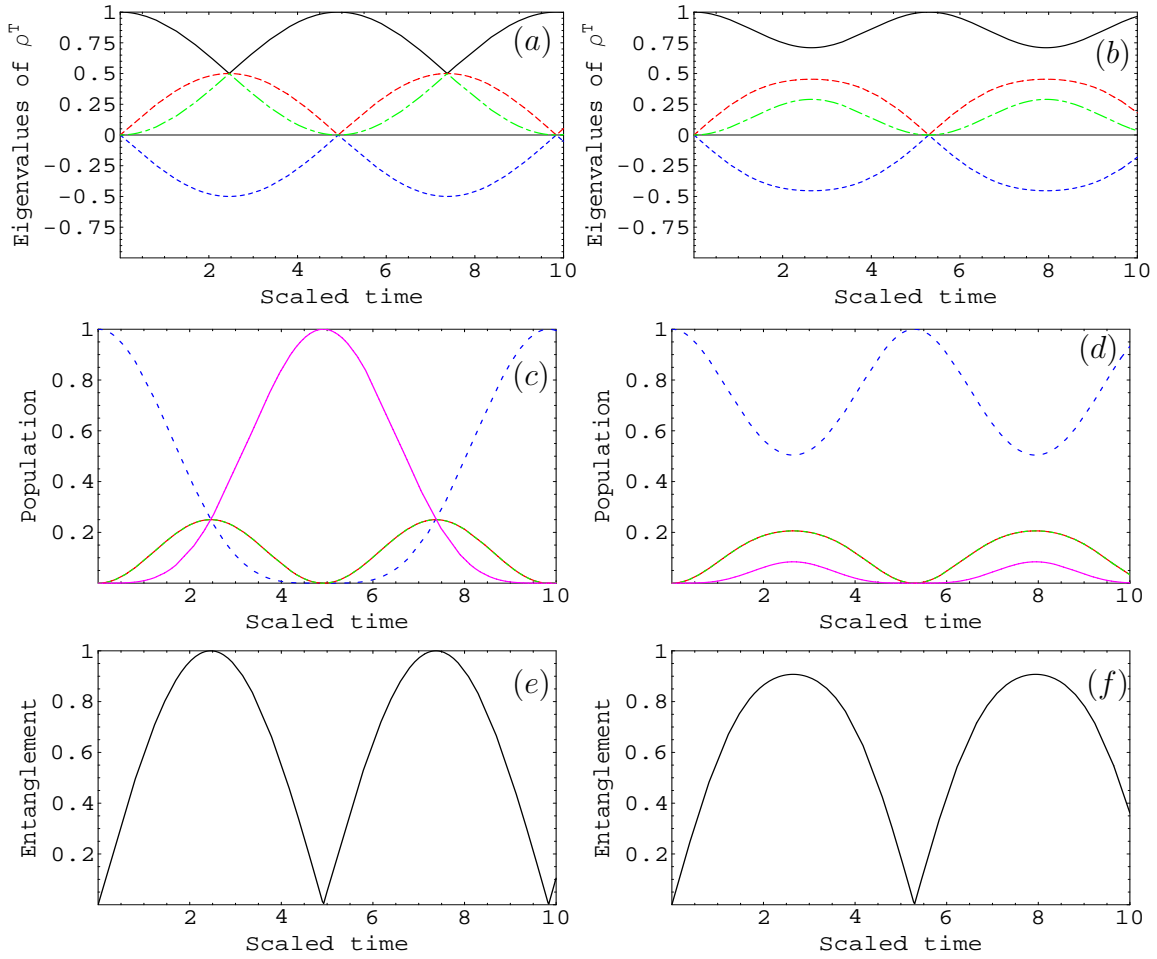 Eigenvalues of ρ^T
1
0.75
0.5
0.25
0
-0.25
-0.5
-0.75
2 4 6 8 10
Scaled time
(a)
Eigenvalues of ρ^T
1
0.75
0.5
0.25
0
-0.25
-0.5
-0.75
2 4 6 8 10
Scaled time
(b)
Population
1
0.8
0.6
0.4
0.2
2 4 6 8 10
Scaled time
(c)
Population
1
0.8
0.6
0.4
0.2
2 4 6 8 10
Scaled time
(d)
Entanglement
1
0.8
0.6
0.4
0.2
2 4 6 8 10
Scaled time
(e)
Entanglement
1
0.8
0.6
0.4
0.2
2 4 6 8 10
Scaled time
(f)